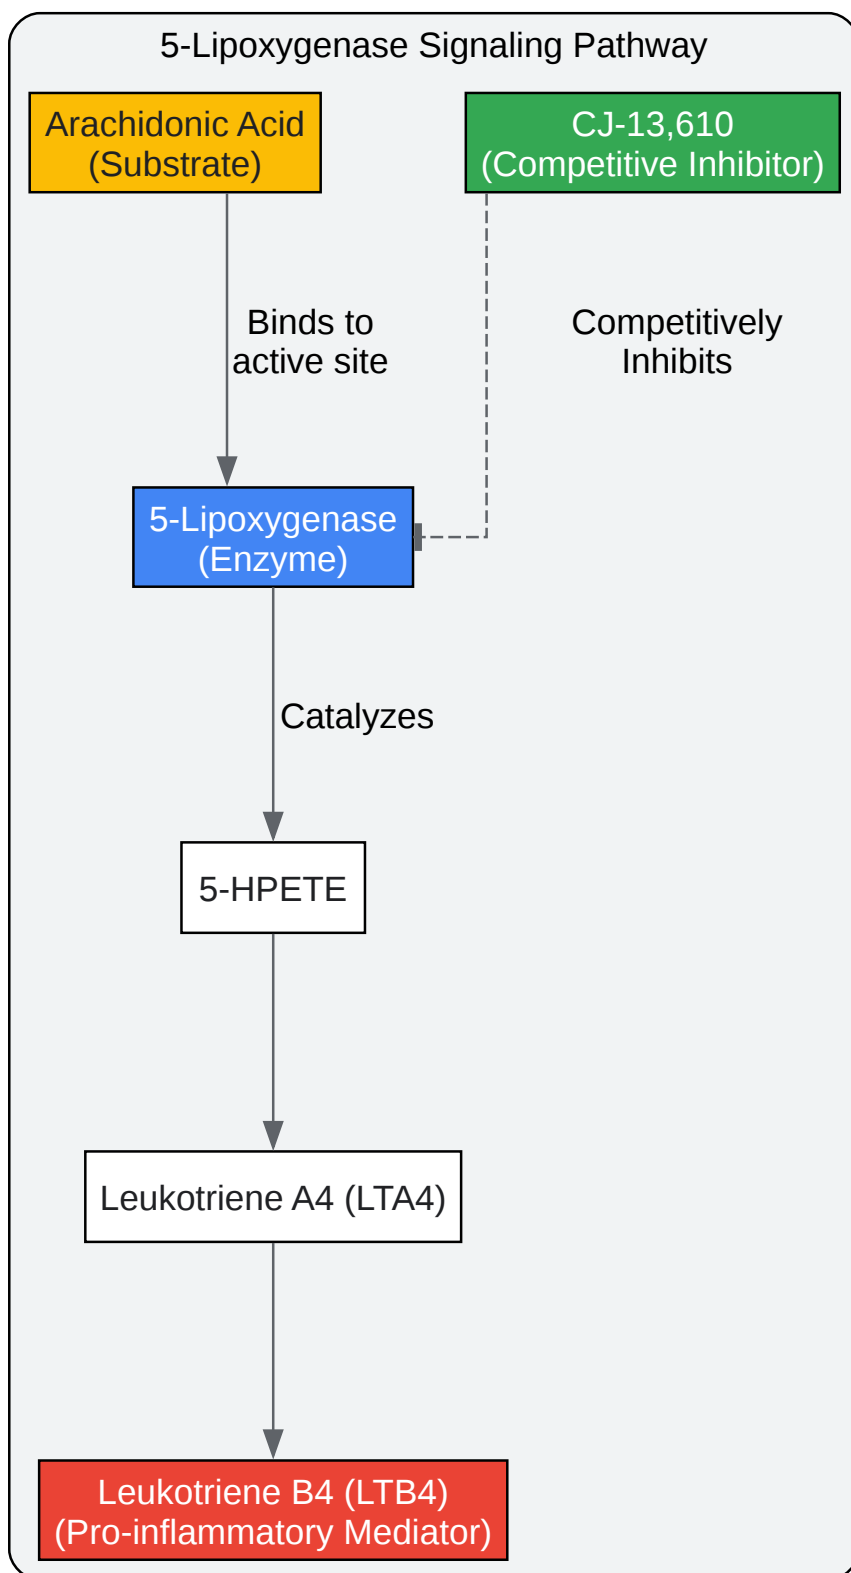 5-Lipoxygenase Signaling Pathway
Arachidonic Acid
(Substrate)
CJ-13,610
(Competitive Inhibitor)
Binds to
active site
Competitively
Inhibits
5-Lipoxygenase
(Enzyme)
Catalyzes
5-HPETE
Leukotriene A4 (LTA4)
Leukotriene B4 (LTB4)
(Pro-inflammatory Mediator)